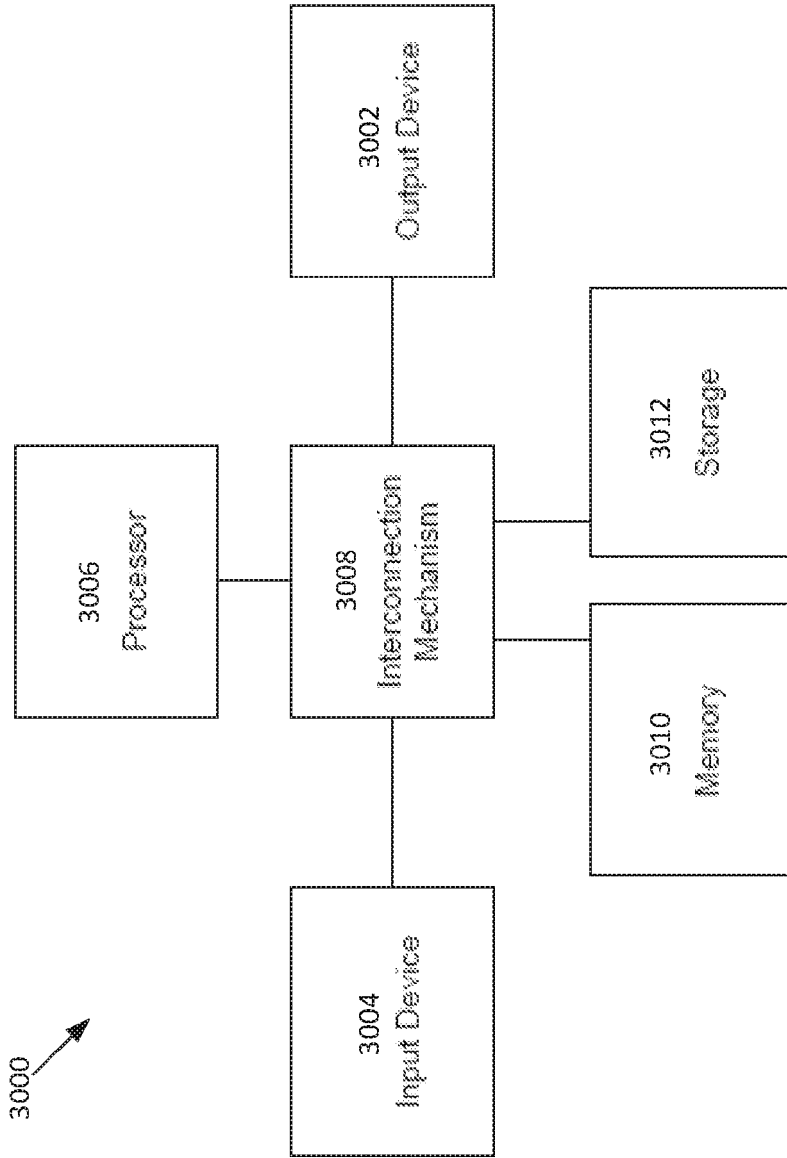 3000
3006
Processor
3004
Input Device
3008
Interconnection
Mechanism
3002
Output Device
3010
Memory
3012
Storage